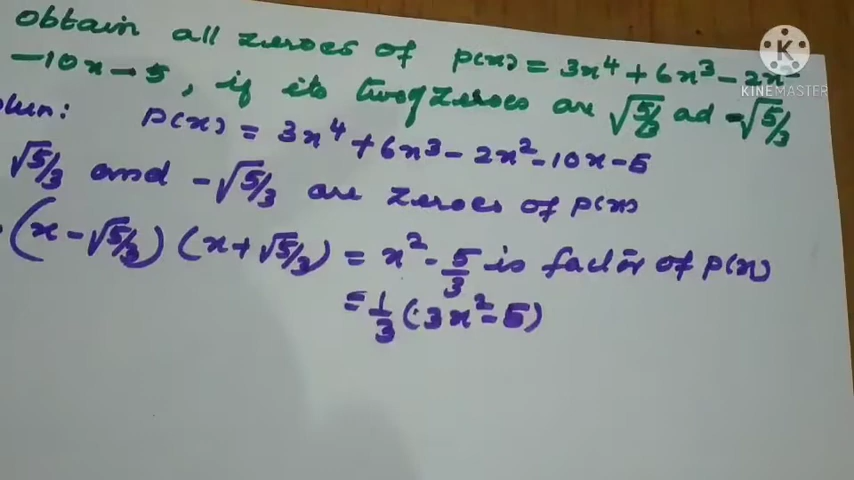 obtain all zeroes of p(x) = 3x⁴ + 6x³ - 2x²
KINEMASTER
-10x - 5, if its two of zeroes are √5/3 ad -√5/3
p(x) = 3x⁴ + 6x³ - 2x² - 10x - 5
√5/3 and -√5/3 are zeroes of p(x)
(x - √5/3) (x + √5/3) = x² - 5/3 is factor of p(x)
= 1/3 (3x² - 5)